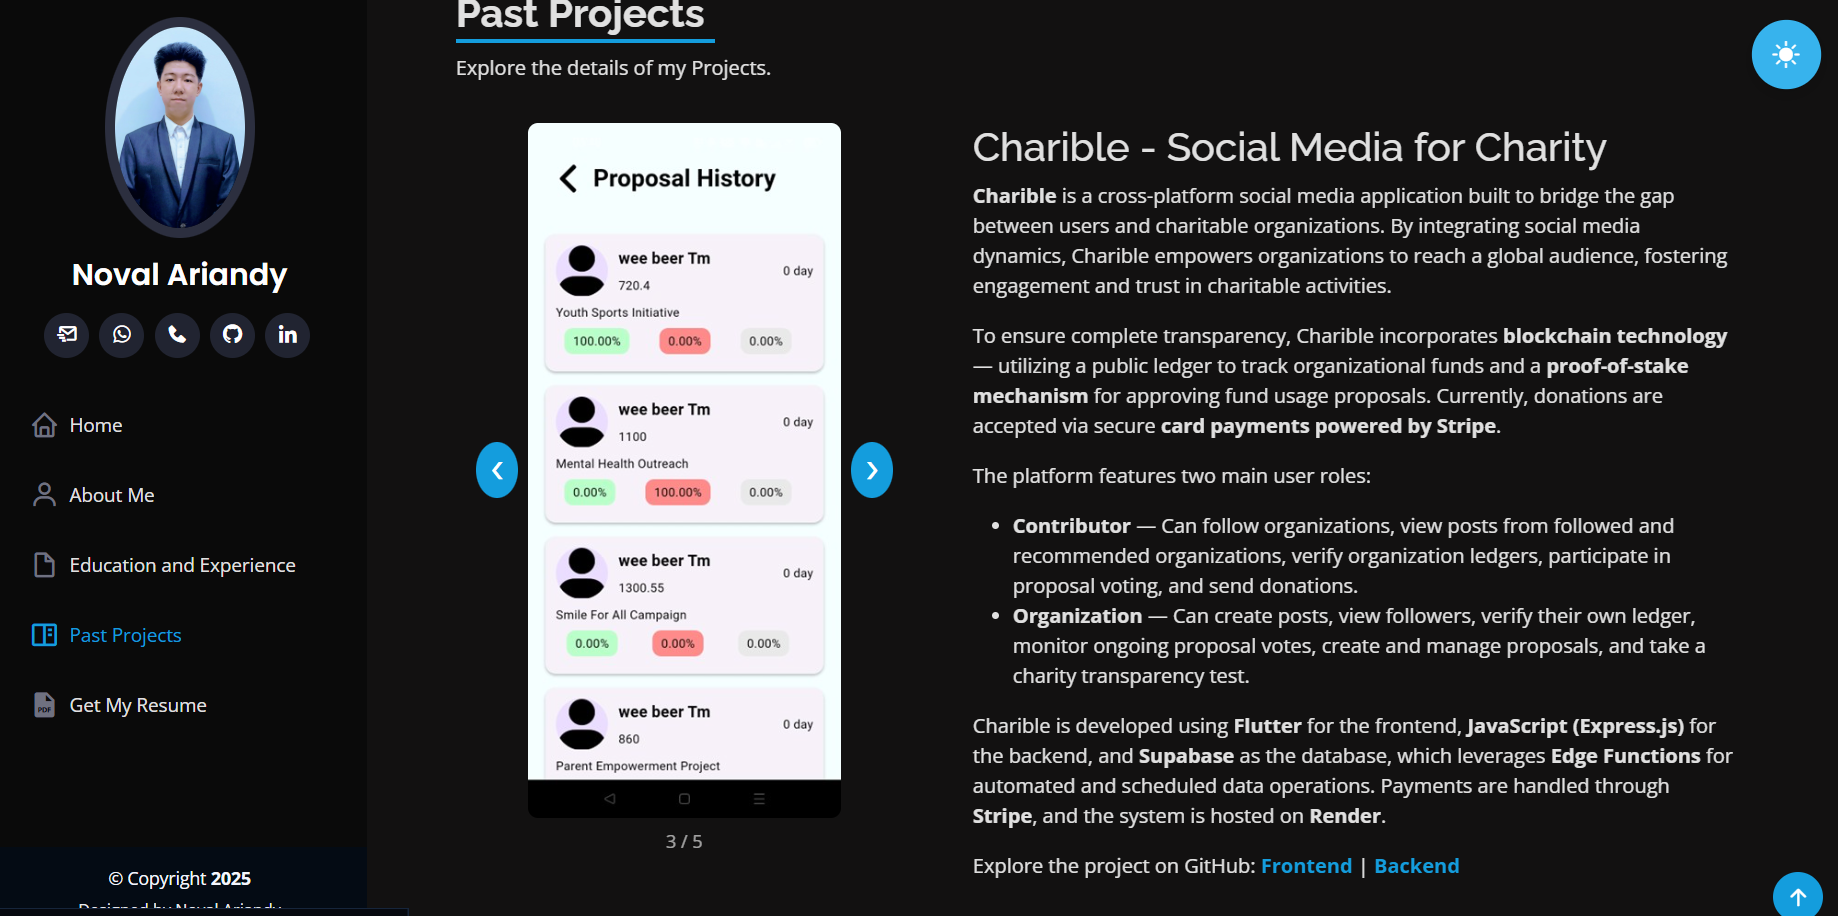 Noval Ariandy
Home
About Me
Education and Experience
Past Projects
PDF
Get My Resume
© Copyright 2025
Designed by Noval Ariandy
Past Projects
Explore the details of my Projects.
Proposal History
wee beer Tm
720.4
0 day
Youth Sports Initiative
100.00%
0.00%
0.00%
wee beer Tm
1100
0 day
Mental Health Outreach
0.00%
100.00%
0.00%
wee beer Tm
1300.55
0 day
Smile For All Campaign
0.00%
0.00%
0.00%
wee beer Tm
860
0 day
Parent Empowerment Project
3 / 5
Charible - Social Media for Charity
Charible is a cross-platform social media application built to bridge the gap
between users and charitable organizations. By integrating social media
dynamics, Charible empowers organizations to reach a global audience, fostering
engagement and trust in charitable activities.
To ensure complete transparency, Charible incorporates blockchain technology
— utilizing a public ledger to track organizational funds and a proof-of-stake
mechanism for approving fund usage proposals. Currently, donations are
accepted via secure card payments powered by Stripe.
The platform features two main user roles:
• Contributor — Can follow organizations, view posts from followed and
recommended organizations, verify organization ledgers, participate in
proposal voting, and send donations.
• Organization — Can create posts, view followers, verify their own ledger,
monitor ongoing proposal votes, create and manage proposals, and take a
charity transparency test.
Charible is developed using Flutter for the frontend, JavaScript (Express.js) for
the backend, and Supabase as the database, which leverages Edge Functions for
automated and scheduled data operations. Payments are handled through
Stripe, and the system is hosted on Render.
Explore the project on GitHub: Frontend | Backend